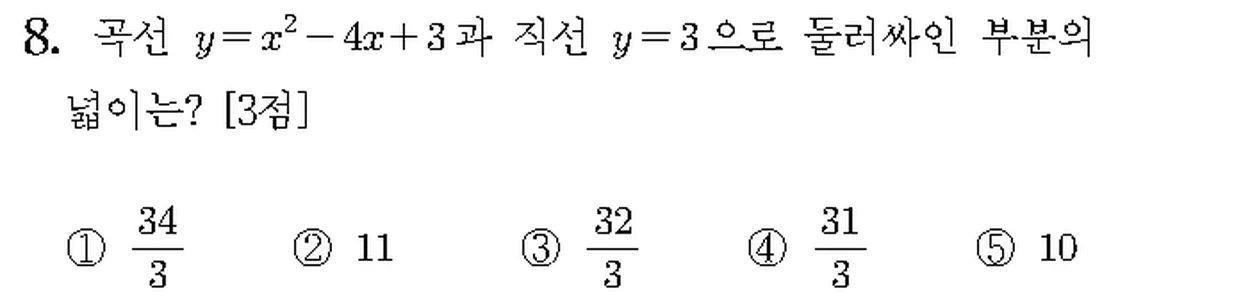 8. 곡선 y=x²-4x+3과 직선 y=3으로 둘러싸인 부분의
넓이는? [3점]
① 34/3 ② 11 ③ 32/3 ④ 31/3 ⑤ 10